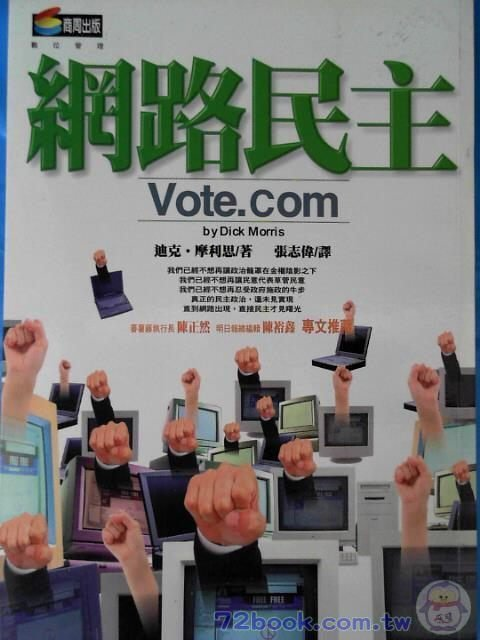 商周出版
數位管理
網路民主
Vote.com
by Dick Morris
迪克·摩利思/著 張志偉/譯
我們已經不想再讓政治籠罩在金權陰影之下
我們已經不想再讓民意代表草菅民意
我們已經不想再忍受政府施政的牛步
真正的民主政治,還未見實現
直到網路出現,直接民主才見曙光
蕃薯藤執行長 陳正然 明日報總編輯 陳裕鑫 專文推薦
FREE FREE
FREE FREE
72book.com.tw